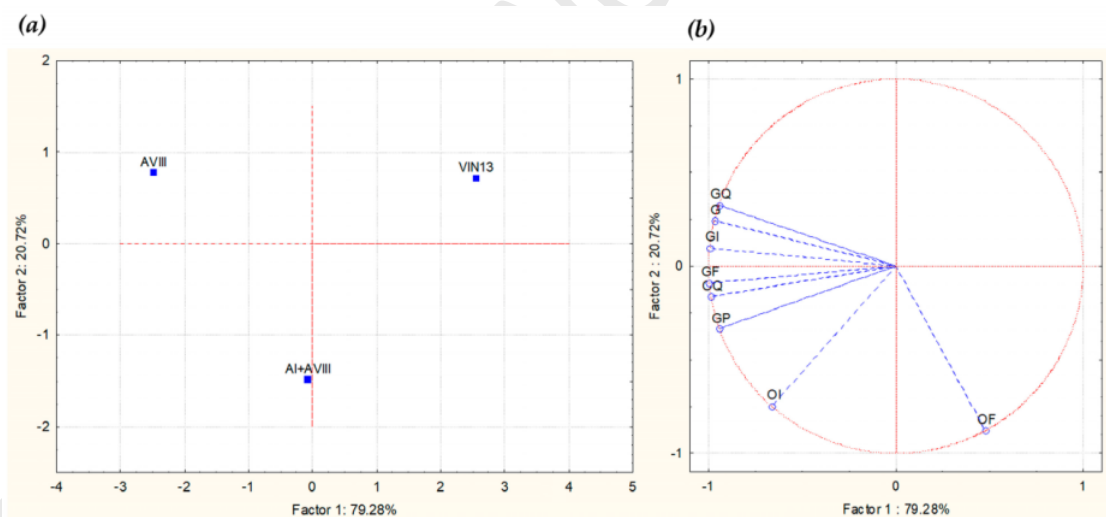 (a)
2
1
0
-1
-2
Factor 2: 20.72%
AVIII
VIN13
AI+AVIII
-4 -3 -2 -1 0 1 2 3 4 5
Factor 1: 79.28%
(b)
1
0
-1
Factor 2 : 20.72%
GQ
G
GI
GF
OQ
GP
OI
OF
-1 0 1
Factor 1 : 79.28%